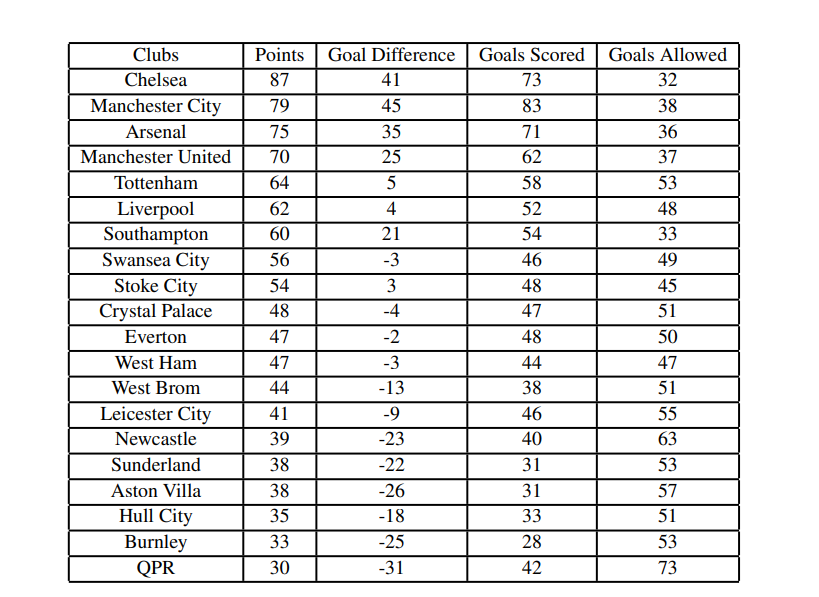 Clubs Points Goal Difference Goals Scored Goals Allowed
Chelsea 87 41 73 32
Manchester City 79 45 83 38
Arsenal 75 35 71 36
Manchester United 70 25 62 37
Tottenham 64 5 58 53
Liverpool 62 4 52 48
Southampton 60 21 54 33
Swansea City 56 -3 46 49
Stoke City 54 3 48 45
Crystal Palace 48 -4 47 51
Everton 47 -2 48 50
West Ham 47 -3 44 47
West Brom 44 -13 38 51
Leicester City 41 -9 46 55
Newcastle 39 -23 40 63
Sunderland 38 -22 31 53
Aston Villa 38 -26 31 57
Hull City 35 -18 33 51
Burnley 33 -25 28 53
QPR 30 -31 42 73